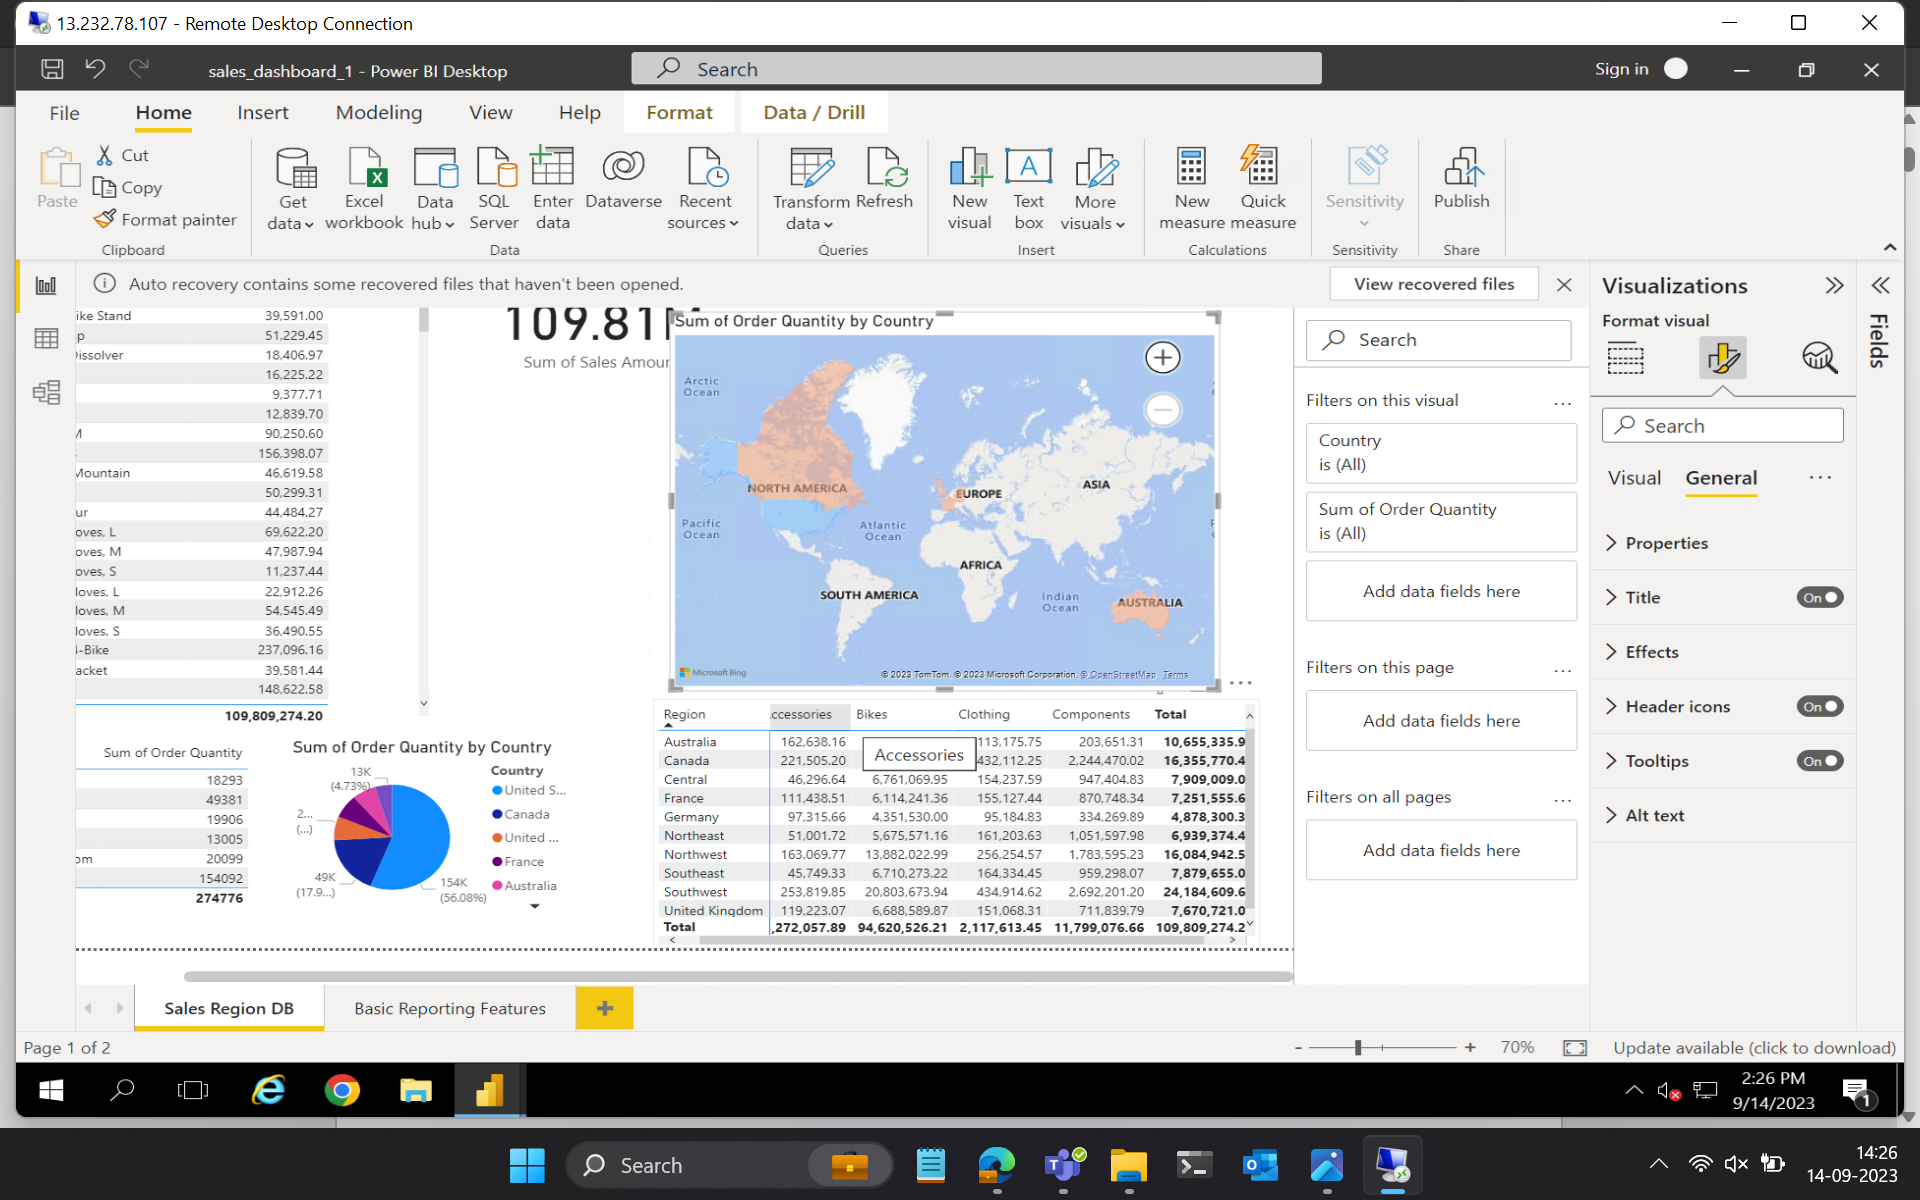 13.232.78.107 - Remote Desktop Connection
sales_dashboard_1 - Power BI Desktop
Search
Sign in
File Home Insert Modeling View Help Format Data / Drill
Paste
Cut
Copy
Format painter
Clipboard
Get data
Excel workbook
Data hub
SQL Server
Enter data
Dataverse
Recent sources
Data
Transform data
Refresh
Queries
New visual
Text box
More visuals
Insert
New measure
Quick measure
Calculations
Sensitivity
Sensitivity
Publish
Share
Auto recovery contains some recovered files that haven't been opened.
View recovered files
ike Stand 39,591.00
p 51,229.45
Dissolver 18,406.97
16,225.22
9,377.71
12,839.70
M 90,250.60
156,398.07
Mountain 46,619.58
50,299.31
ur 44,484.27
oves, L 69,622.20
oves, M 47,987.94
oves, S 11,237.44
loves, L 22,912.26
loves, M 54,545.49
loves, S 36,490.55
4-Bike 237,096.16
acket 39,581.44
148,622.58
109,809,274.20
109.81M
Sum of Sales Amour
Sum of Order Quantity by Country
Arctic Ocean
NORTH AMERICA
EUROPE
ASIA
Pacific Ocean
Atlantic Ocean
AFRICA
SOUTH AMERICA
Indian Ocean
AUSTRALIA
Microsoft Bing
© 2023 TomTom, © 2023 Microsoft Corporation, © OpenStreetMap Terms
Sum of Order Quantity
18293
49381
19906
13005
om 20099
154092
274776
Sum of Order Quantity by Country
13K
(4.73%)
2...
(...)
49K
(17.9...)
154K
(56.08%)
Country
United S...
Canada
United ...
France
Australia
Region ccessories Bikes Clothing Components Total
Australia 162,638.16 113,175.75 203,651.31 10,655,335.9
Canada 221,505.20 432,112.25 2,244,470.02 16,355,770.4
Central 46,296.64 6,761,069.95 154,237.59 947,404.83 7,909,009.0
France 111,438.51 6,114,241.36 155,127.44 870,748.34 7,251,555.6
Germany 97,315.66 4,351,530.00 95,184.83 334,269.89 4,878,300.3
Northeast 51,001.72 5,675,571.16 161,203.63 1,051,597.98 6,939,374.4
Northwest 163,069.77 13,882,022.99 256,254.57 1,783,595.23 16,084,942.5
Southeast 45,749.33 6,710,273.22 164,334.45 959,298.07 7,879,655.0
Southwest 253,819.85 20,803,673.94 434,914.62 2,692,201.20 24,184,609.6
United Kingdom 119,223.07 6,688,589.87 151,068.31 711,839.79 7,670,721.0
Total ,272,057.89 94,620,526.21 2,117,613.45 11,799,076.66 109,809,274.2
Accessories
Search
Filters on this visual ...
Country
is (All)
Sum of Order Quantity
is (All)
Add data fields here
Filters on this page ...
Add data fields here
Filters on all pages ...
Add data fields here
Visualizations
Format visual
Search
Visual General ...
Properties
Title On
Effects
Header icons On
Tooltips On
Alt text
Fields
Sales Region DB
Basic Reporting Features
Page 1 of 2
- + 70%
Update available (click to download)
2:26 PM
9/14/2023
1
Search
14:26
14-09-2023